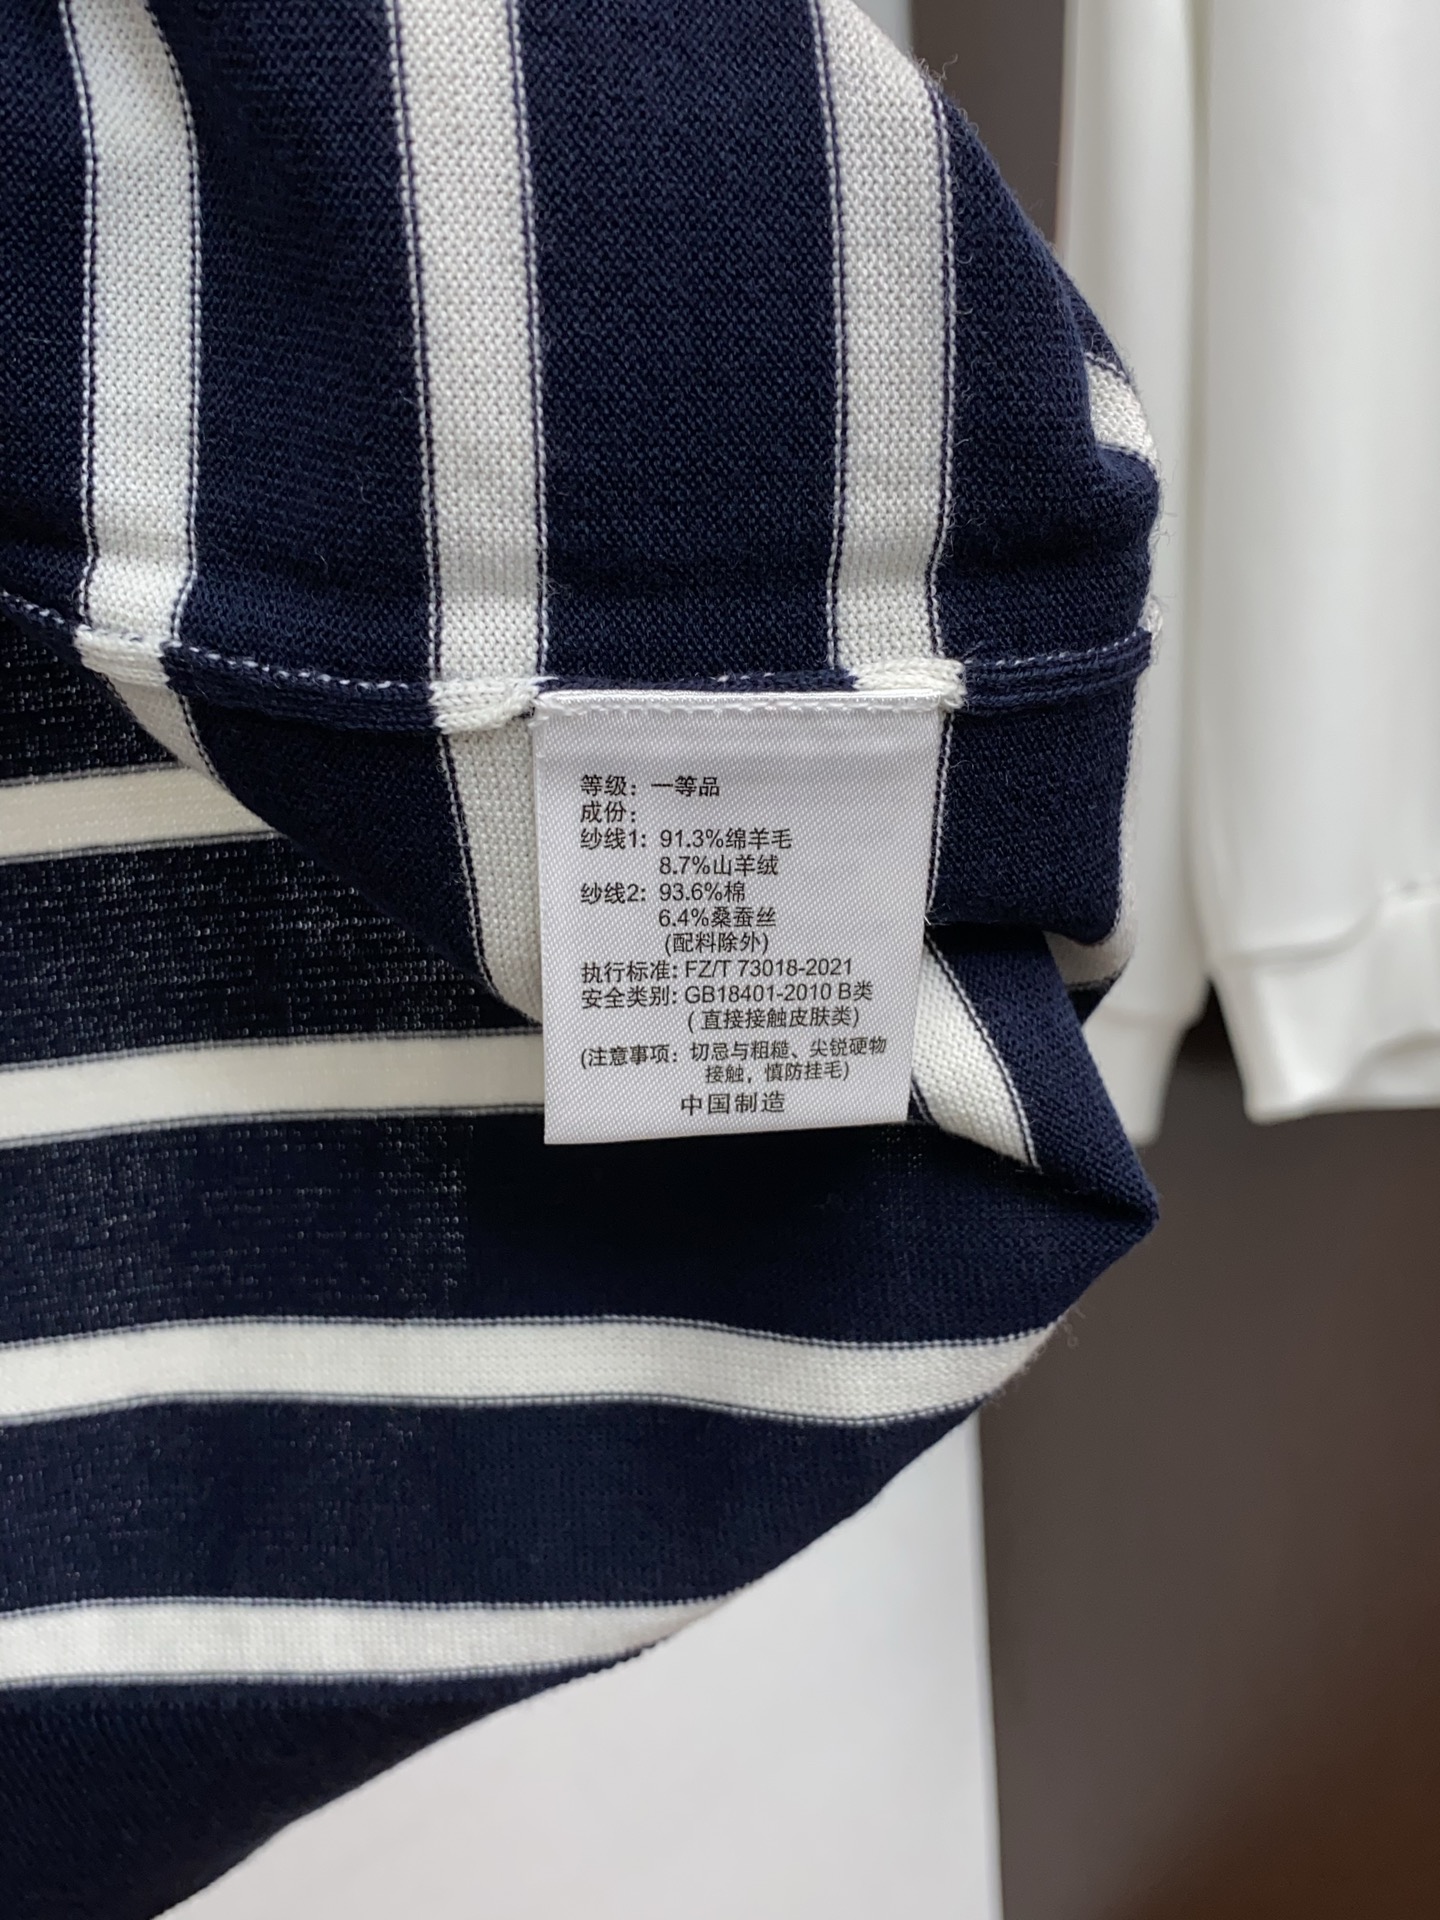 等级：一等品
成份：
纱线1: 91.3%绵羊毛
8.7%山羊绒
纱线2: 93.6%棉
6.4%桑蚕丝
(配料除外)
执行标准: FZ/T 73018-2021
安全类别: GB18401-2010 B类
( 直接接触皮肤类)
(注意事项：切忌与粗糙、尖锐硬物
接触，慎防挂毛)
中国制造